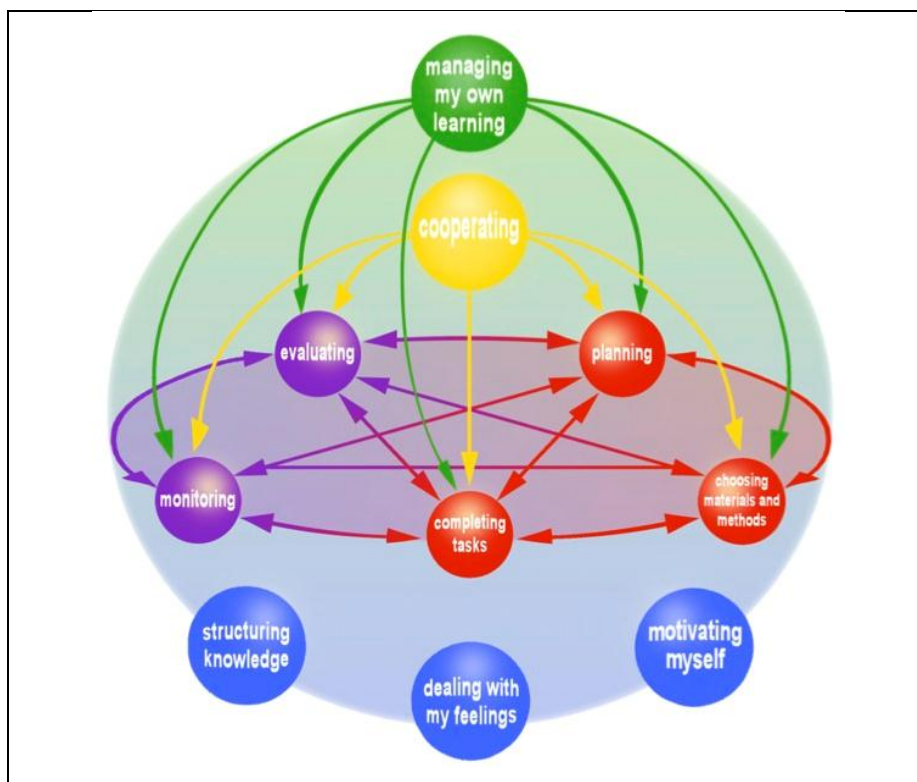 managing
my own
learning
cooperating
evaluating
planning
monitoring
completing
tasks
choosing
materials and
methods
structuring
knowledge
dealing with
my feelings
motivating
myself